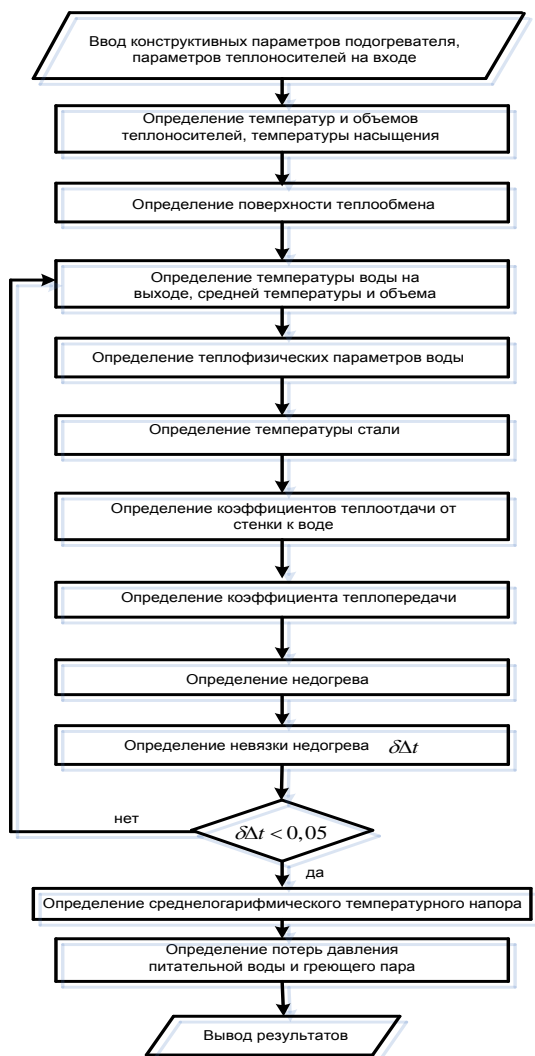 Ввод конструктивных параметров подогревателя,
параметров теплоносителей на входе
Определение температур и объемов
теплоносителей, температуры насыщения
Определение поверхности теплообмена
Определение температуры воды на
выходе, средней температуры и объема
Определение теплофизических параметров воды
Определение температуры стали
Определение коэффициентов теплоотдачи от
стенки к воде
Определение коэффициента теплопередачи
Определение недогрева
Определение невязки недогрева δΔt
нет
δΔt < 0,05
да
Определение среднелогарифмического температурного напора
Определение потерь давления
питательной воды и греющего пара
Вывод результатов